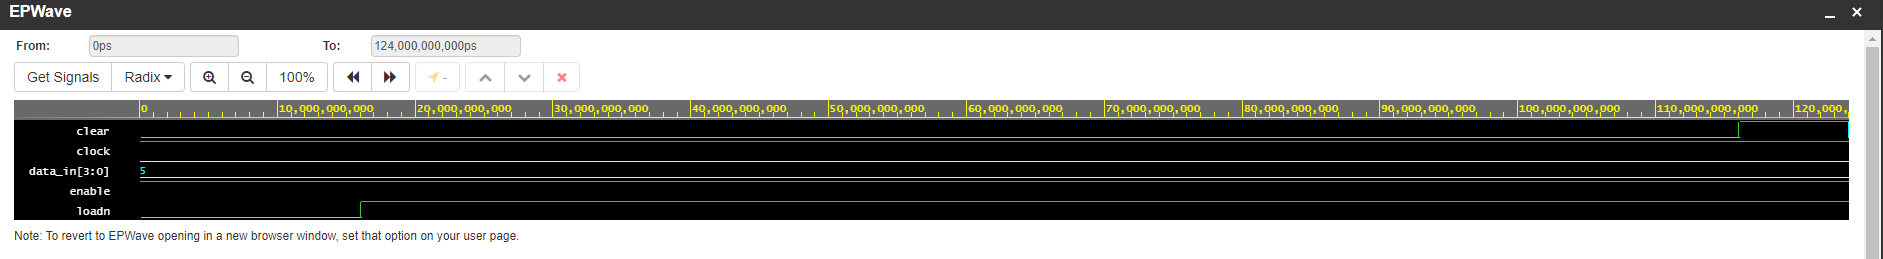 EPWave
From: 0ps To: 124,000,000,000ps
Get Signals Radix 100% -
0 10,000,000,000 20,000,000,000 30,000,000,000 40,000,000,000 50,000,000,000 60,000,000,000 70,000,000,000 80,000,000,000 90,000,000,000 100,000,000,000 110,000,000,000 120,000,
clear
clock
data_in[3:0] 5
enable
loadn
Note: To revert to EPWave opening in a new browser window, set that option on your user page.